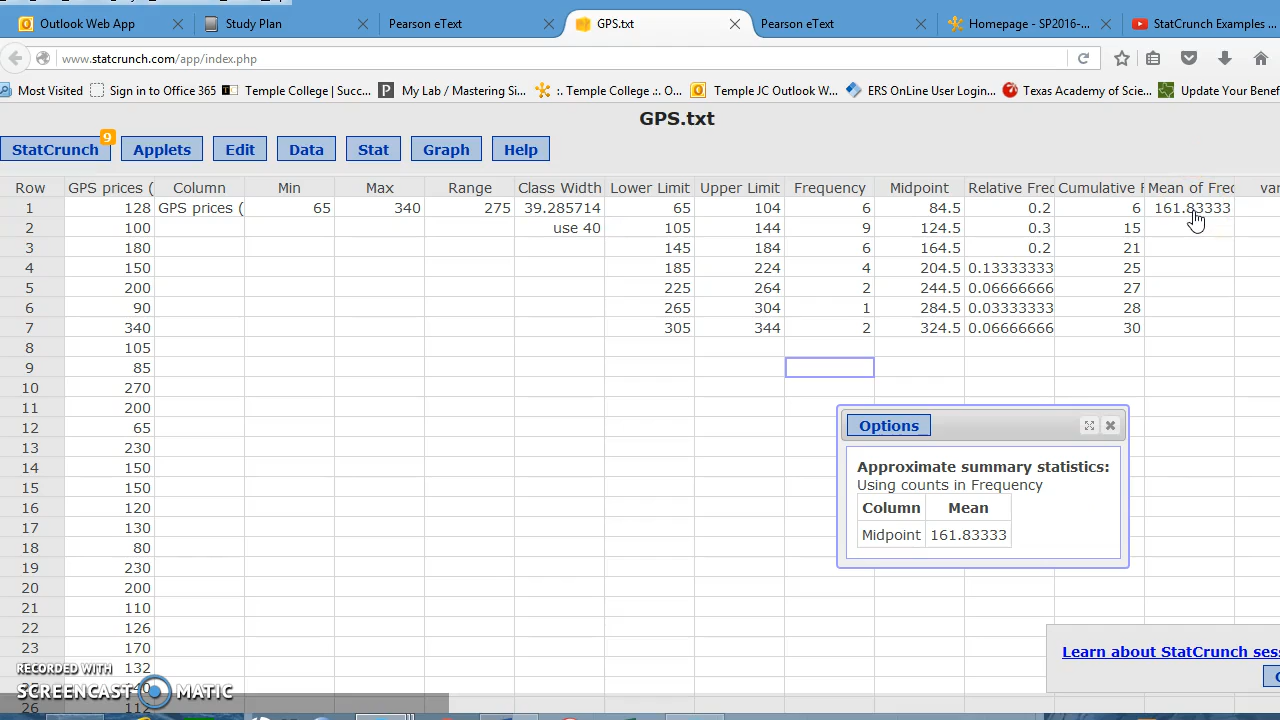 Outlook Web App Study Plan Pearson eText GPS.txt Pearson eText Homepage - SP2016-... StatCrunch Examples ...
www.statcrunch.com/app/index.php
Most Visited Sign in to Office 365 Temple College | Succ... My Lab / Mastering Si... :. Temple College .: O... Temple JC Outlook W... ERS OnLine User Login... Texas Academy of Scie... Update Your Benef
GPS.txt
StatCrunch 9 Applets Edit Data Stat Graph Help
Row GPS prices ( Column Min Max Range Class Width Lower Limit Upper Limit Frequency Midpoint Relative Frec Cumulative F Mean of Frec var
1 128 GPS prices ( 65 340 275 39.285714 65 104 6 84.5 0.2 6 161.83333
2 100 use 40 105 144 9 124.5 0.3 15
3 180 145 184 6 164.5 0.2 21
4 150 185 224 4 204.5 0.13333333 25
5 200 225 264 2 244.5 0.06666666 27
6 90 265 304 1 284.5 0.03333333 28
7 340 305 344 2 324.5 0.06666666 30
8 105
9 85
10 270
11 200
12 65
13 230
14 150
15 150
16 120
17 130
18 80
19 230
20 200
21 110
22 126
23 170
132
26
Options
Approximate summary statistics:
Using counts in Frequency
Column Mean
Midpoint 161.83333
Learn about StatCrunch sess
RECORDED WITH
SCREENCAST MATIC